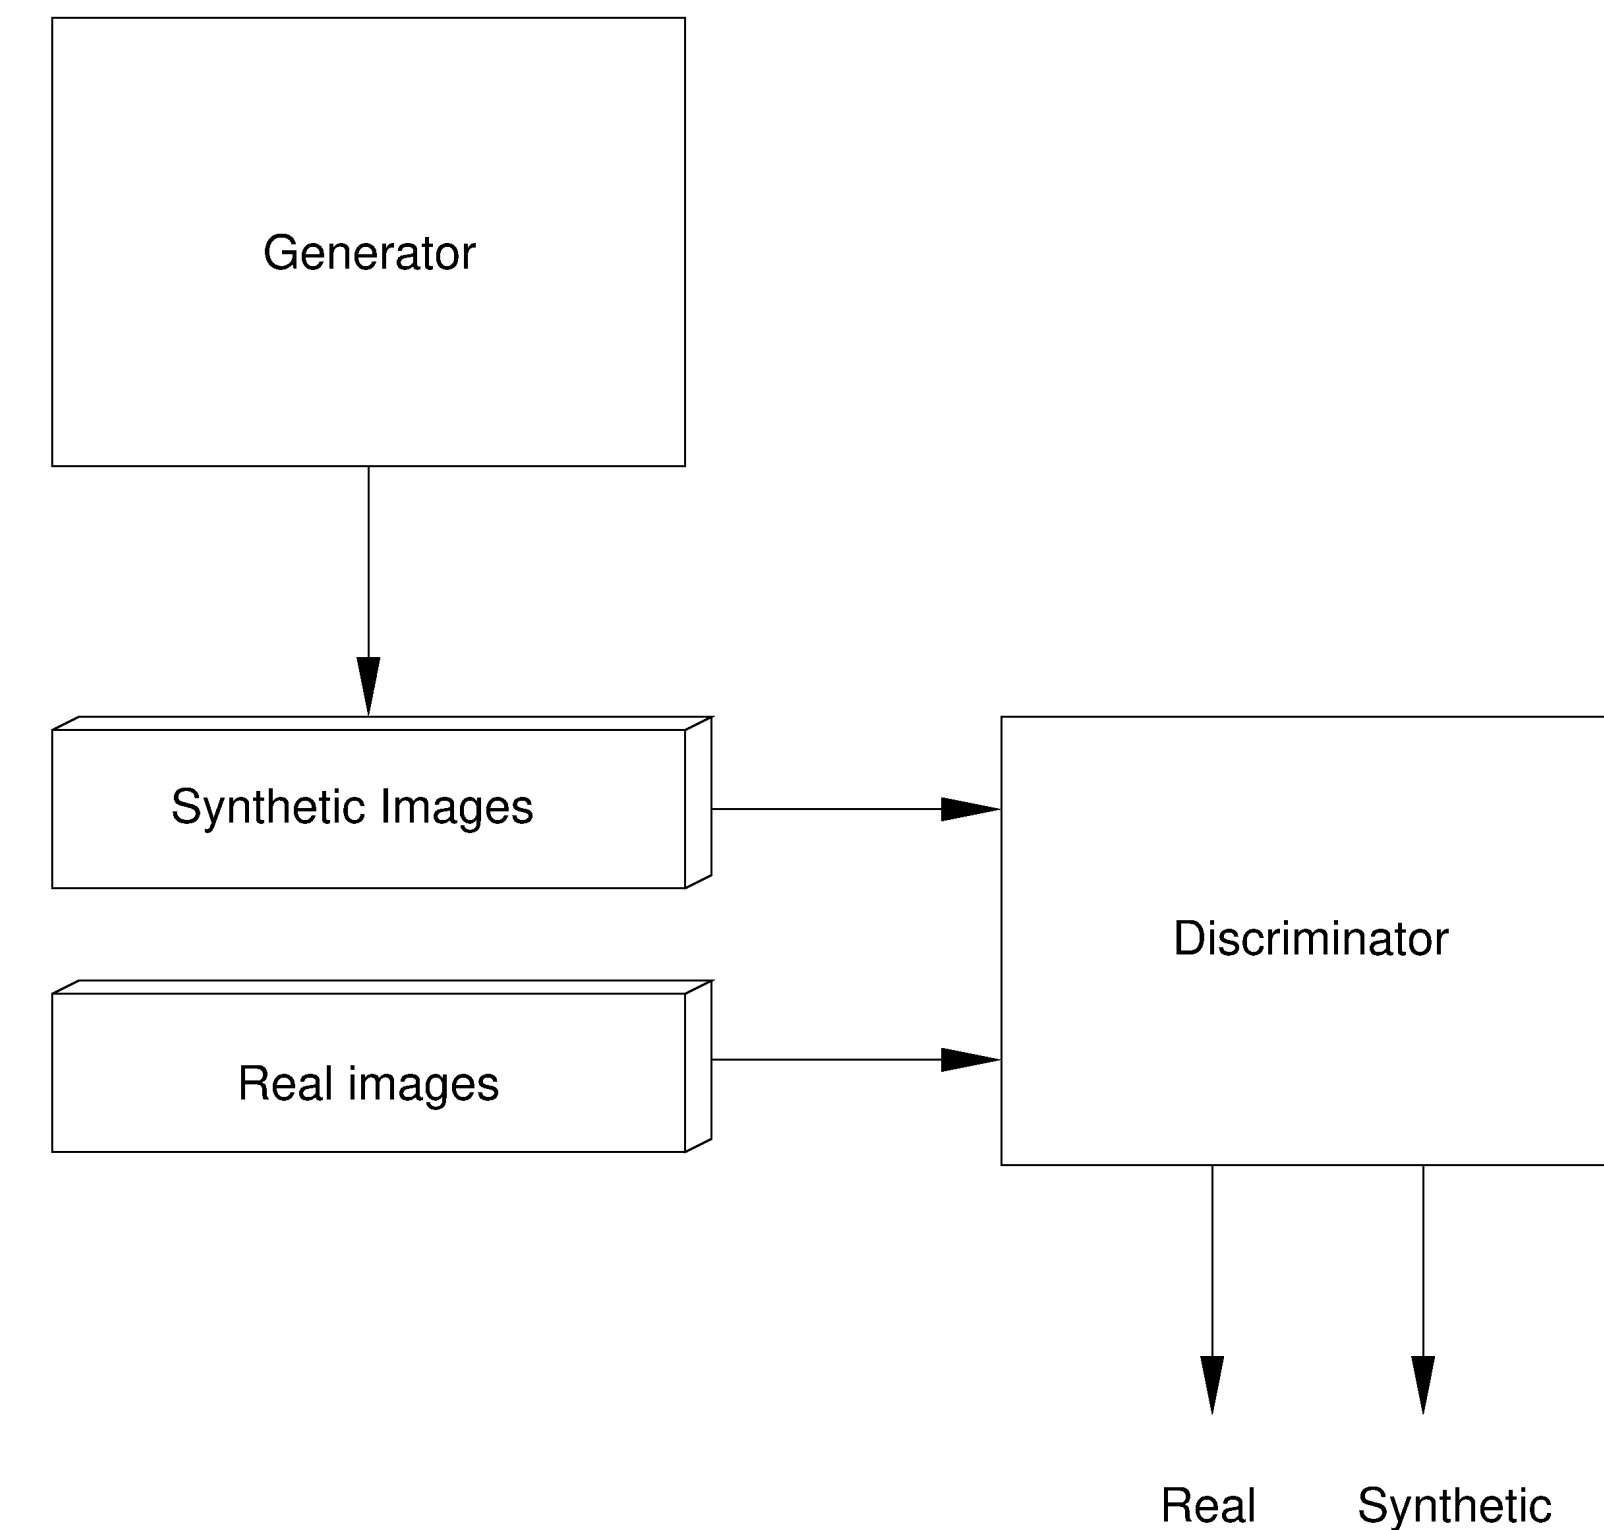 Generator
Synthetic Images
Discriminator
Real images
Real
Synthetic